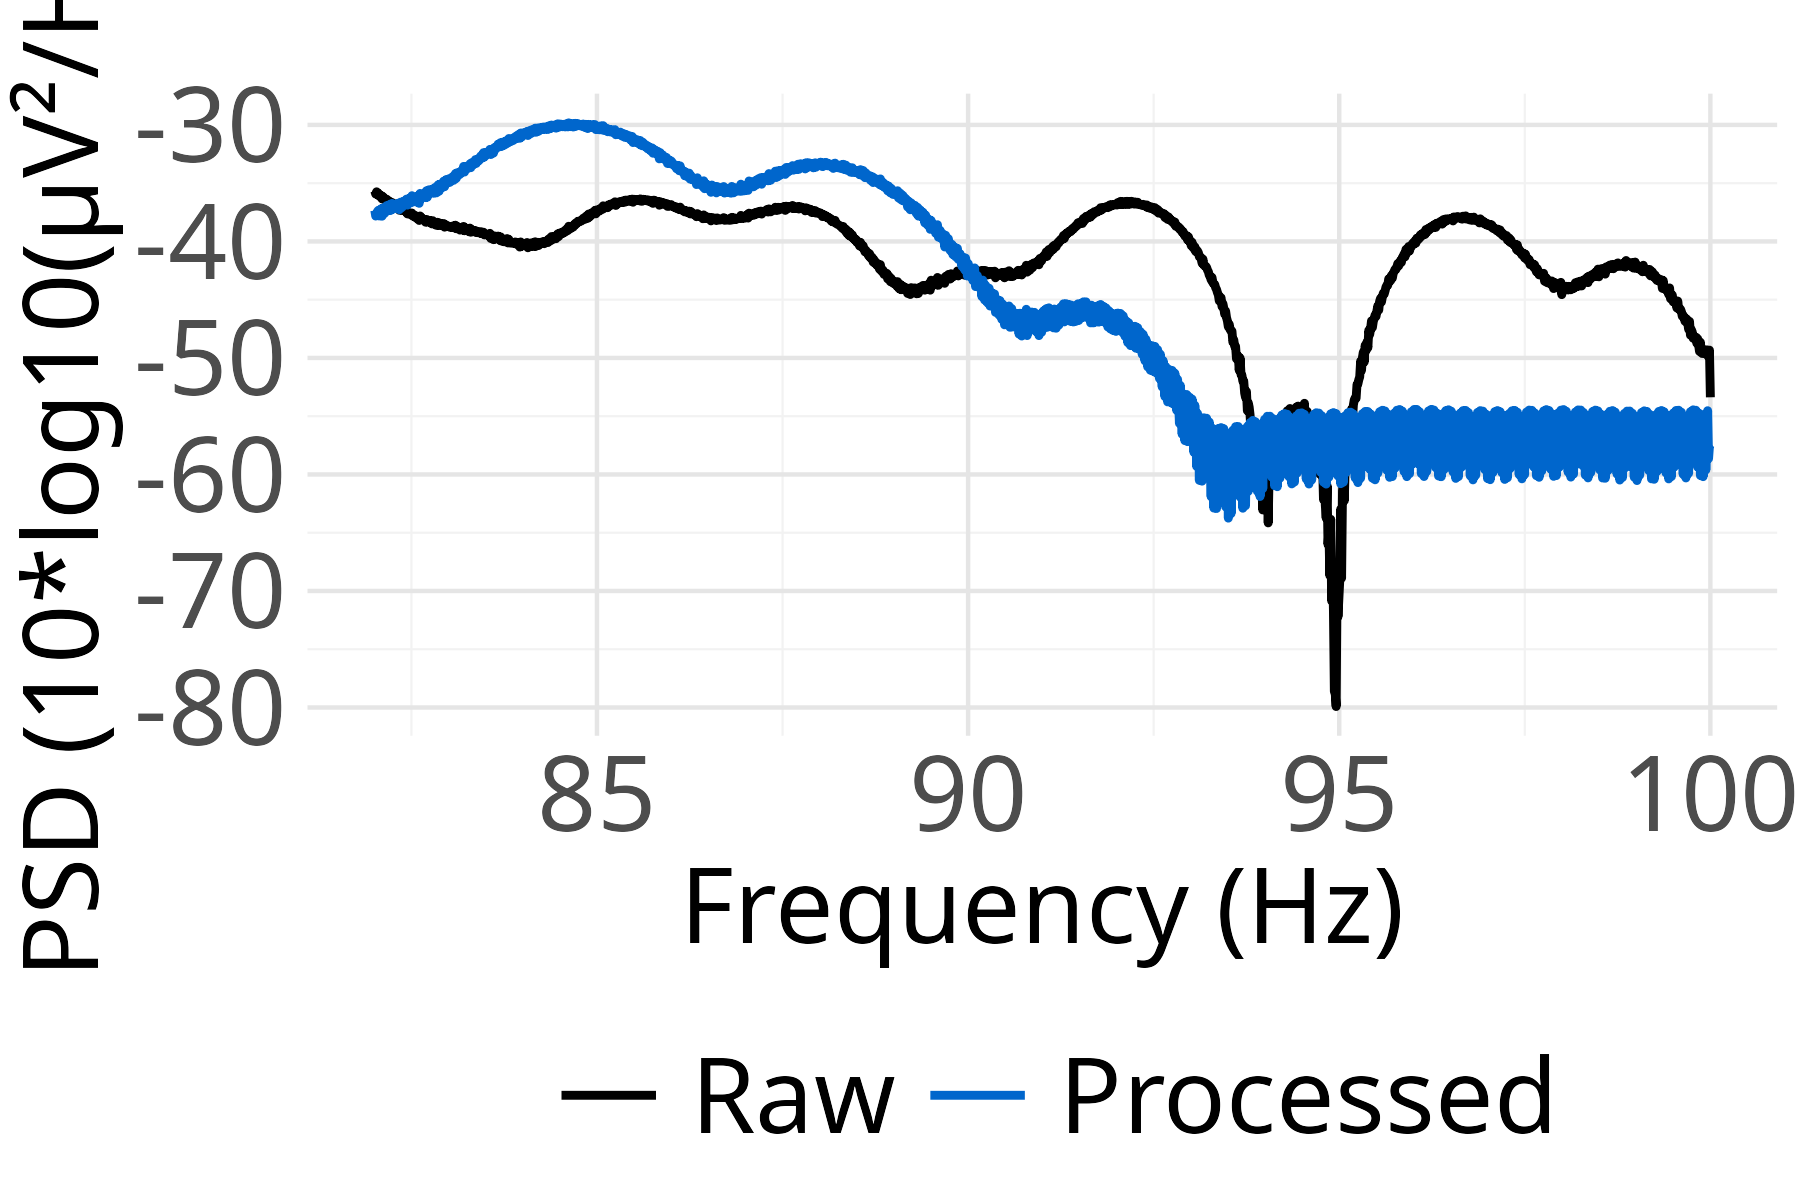 PSD (10*log10(µV²/H
-30
-40
-50
-60
-70
-80
85 90 95 100
Frequency (Hz)
Raw Processed